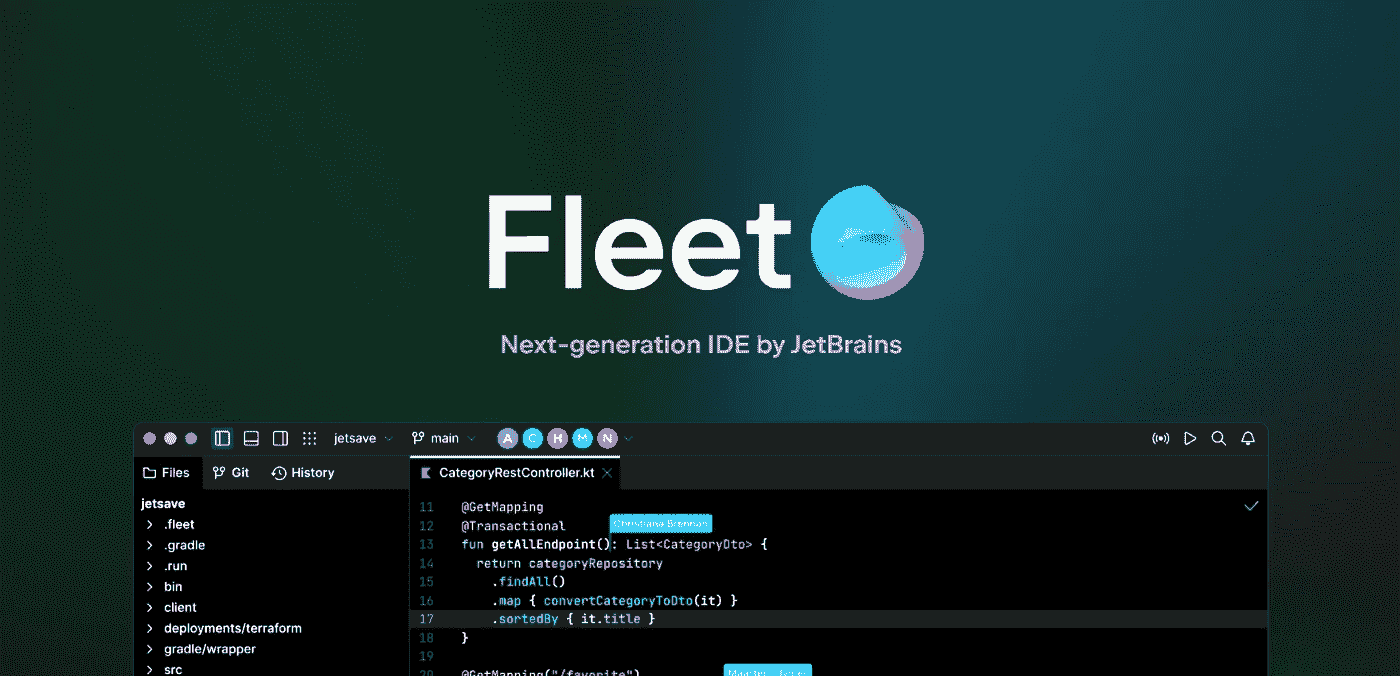 Fleet
Next-generation IDE by JetBrains
jetsave main A C H M N
Files Git History CategoryRestController.kt
jetsave
.fleet
.gradle
.run
bin
client
deployments/terraform
gradle/wrapper
src
11 @GetMapping
12 @Transactional
13 fun getAllEndpoint(): List<CategoryDto> {
14 return categoryRepository
15 .findAll()
16 .map { convertCategoryToDto(it) }
17 .sortedBy { it.title }
18 }
19
20 @GetMapping("/favorite")